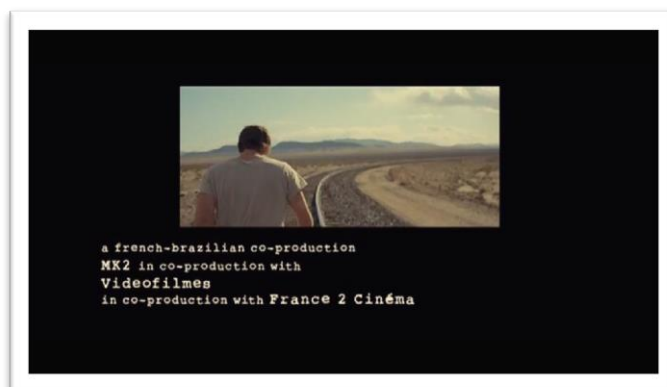 a french-brazilian co-production
MK2 in co-production with
Videofilmes
in co-production with France 2 Cinéma